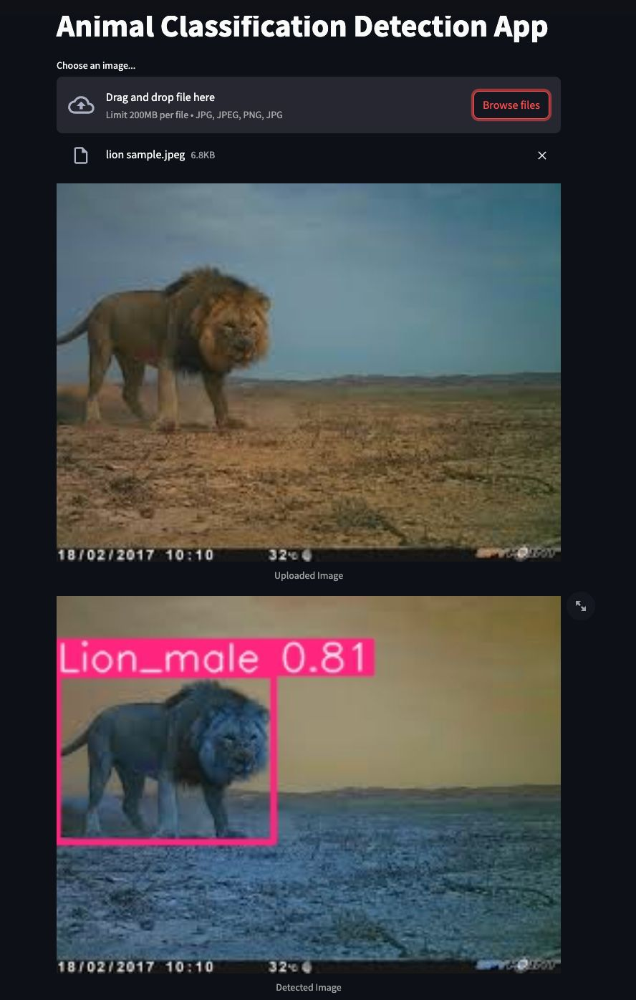 Animal Classification Detection App
Choose an image...
Drag and drop file here
Limit 200MB per file • JPG, JPEG, PNG, JPG
Browse files
lion sample.jpeg 6.8KB
18/02/2017 10:10 32°C
Uploaded Image
Lion_male 0.81
18/02/2017 10:10 32°C
Detected Image